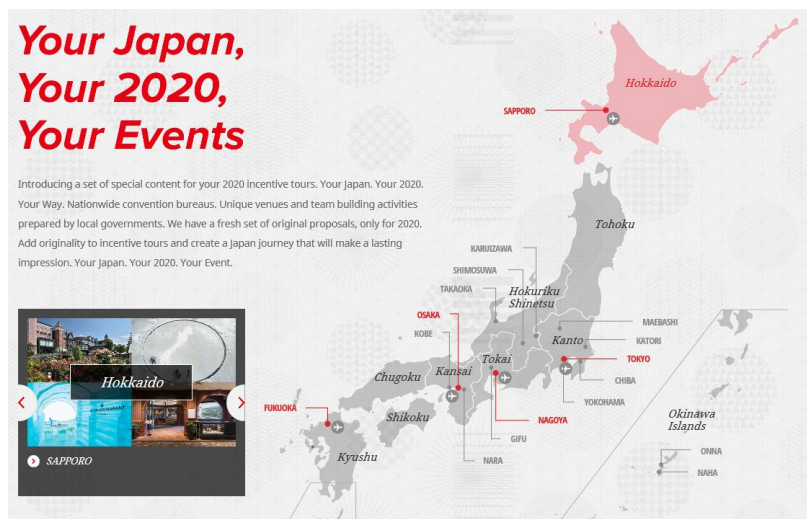 Your Japan,
Your 2020,
Your Events
Introducing a set of special content for your 2020 incentive tours. Your Japan. Your 2020.
Your Way. Nationwide convention bureaus. Unique venues and team building activities
prepared by local governments. We have a fresh set of original proposals, only for 2020.
Add originality to incentive tours and create a Japan journey that will make a lasting
impression. Your Japan. Your 2020. Your Event.
Hokkaido
SAPPORO
Hokkaido
SAPPORO
Tohoku
KARUIZAWA
SHIMOSUWA
TAKAOKA
Hokuriku
Shinetsu
OSAKA
KOBE
MAEBASHI
Kanto
KATORI
Tokai
TOKYO
Kansai
Chugoku
CHIBA
YOKOHAMA
FUKUOKA
Shikoku
NAGOYA
GIFU
Kyushu
NARA
Okinawa
Islands
ONNA
NAHA